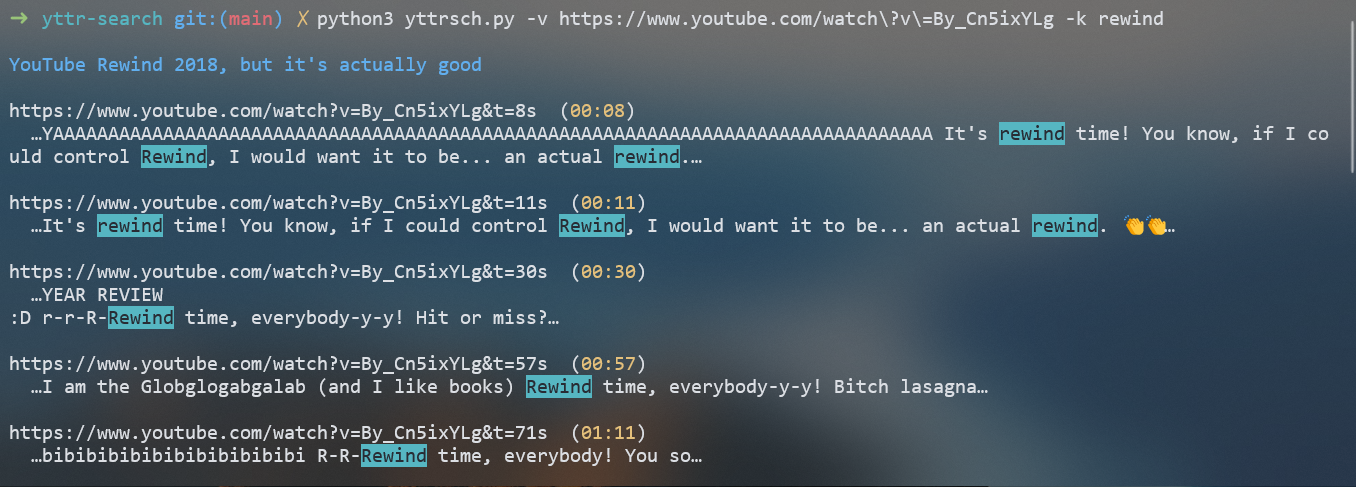 ➜ yttr-search git:(main) ✗ python3 yttrsch.py -v https://www.youtube.com/watch\?v\=By_Cn5ixYLg -k rewind
YouTube Rewind 2018, but it's actually good
https://www.youtube.com/watch?v=By_Cn5ixYLg&t=8s (00:08)
…YAAAAAAAAAAAAAAAAAAAAAAAAAAAAAAAAAAAAAAAAAAAAAAAAAAAAAAAAAAAAAAAAAAAAAAAAAAAAAAA It's rewind time! You know, if I co
uld control Rewind, I would want it to be... an actual rewind.…
https://www.youtube.com/watch?v=By_Cn5ixYLg&t=11s (00:11)
…It's rewind time! You know, if I could control Rewind, I would want it to be... an actual rewind. 👏👏…
https://www.youtube.com/watch?v=By_Cn5ixYLg&t=30s (00:30)
…YEAR REVIEW
:D r-r-R-Rewind time, everybody-y-y! Hit or miss?…
https://www.youtube.com/watch?v=By_Cn5ixYLg&t=57s (00:57)
…I am the Globglogabgalab (and I like books) Rewind time, everybody-y-y! Bitch lasagna…
https://www.youtube.com/watch?v=By_Cn5ixYLg&t=71s (01:11)
…bibibibibibibibibibibibi R-R-Rewind time, everybody! You so…